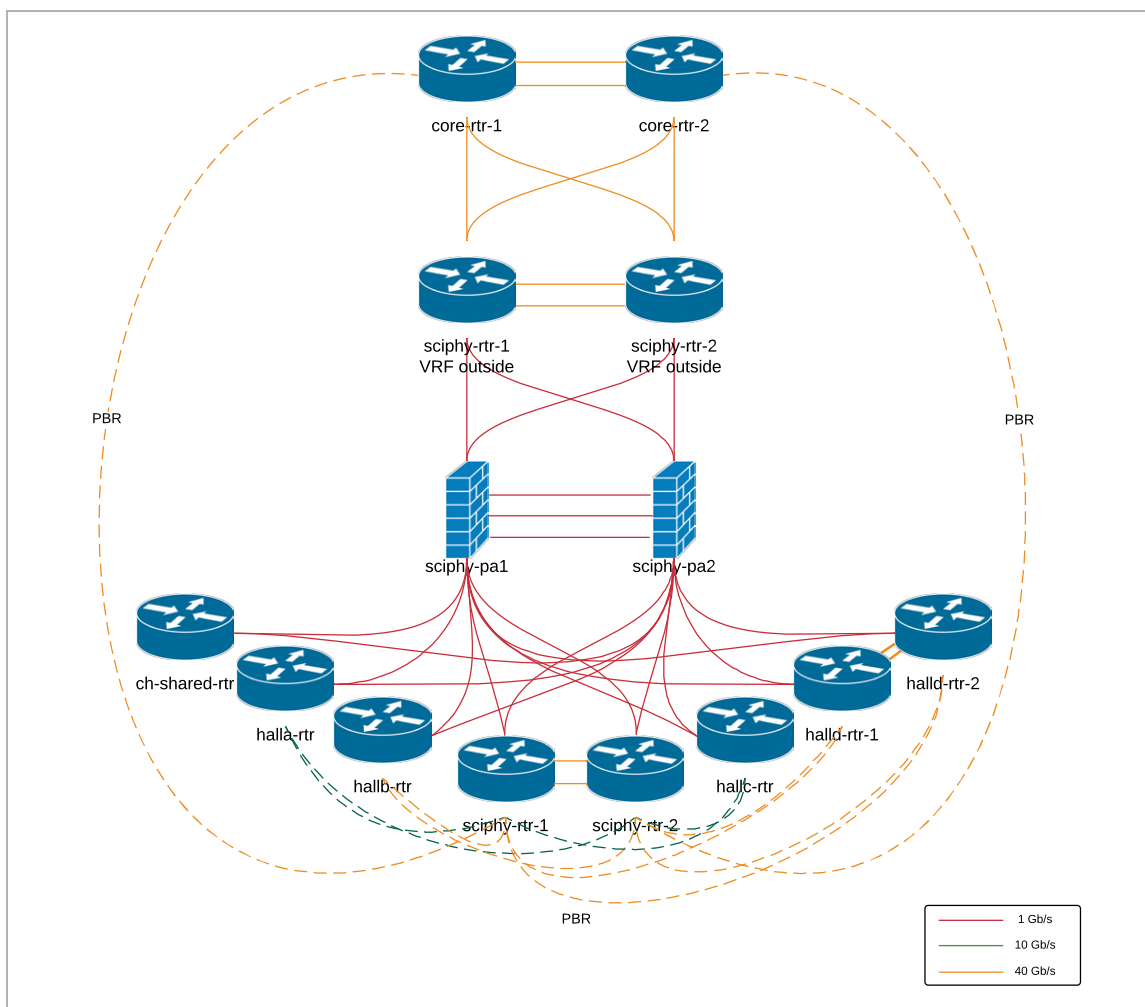 core-rtr-1
core-rtr-2
sciphy-rtr-1
VRF outside
sciphy-rtr-2
VRF outside
PBR
PBR
sciphy-pa1
sciphy-pa2
ch-shared-rtr
halld-rtr-2
halla-rtr
halld-rtr-1
hallb-rtr
hallc-rtr
sciphy-rtr-1
sciphy-rtr-2
PBR
1 Gb/s
10 Gb/s
40 Gb/s